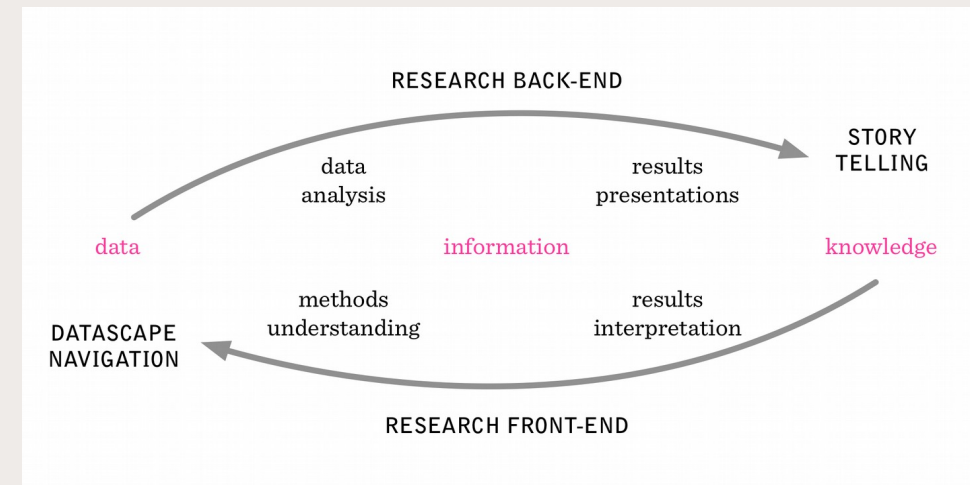 RESEARCH BACK-END
STORY
TELLING
data
analysis
results
presentations
data
information
knowledge
methods
understanding
results
interpretation
DATASCAPE
NAVIGATION
RESEARCH FRONT-END